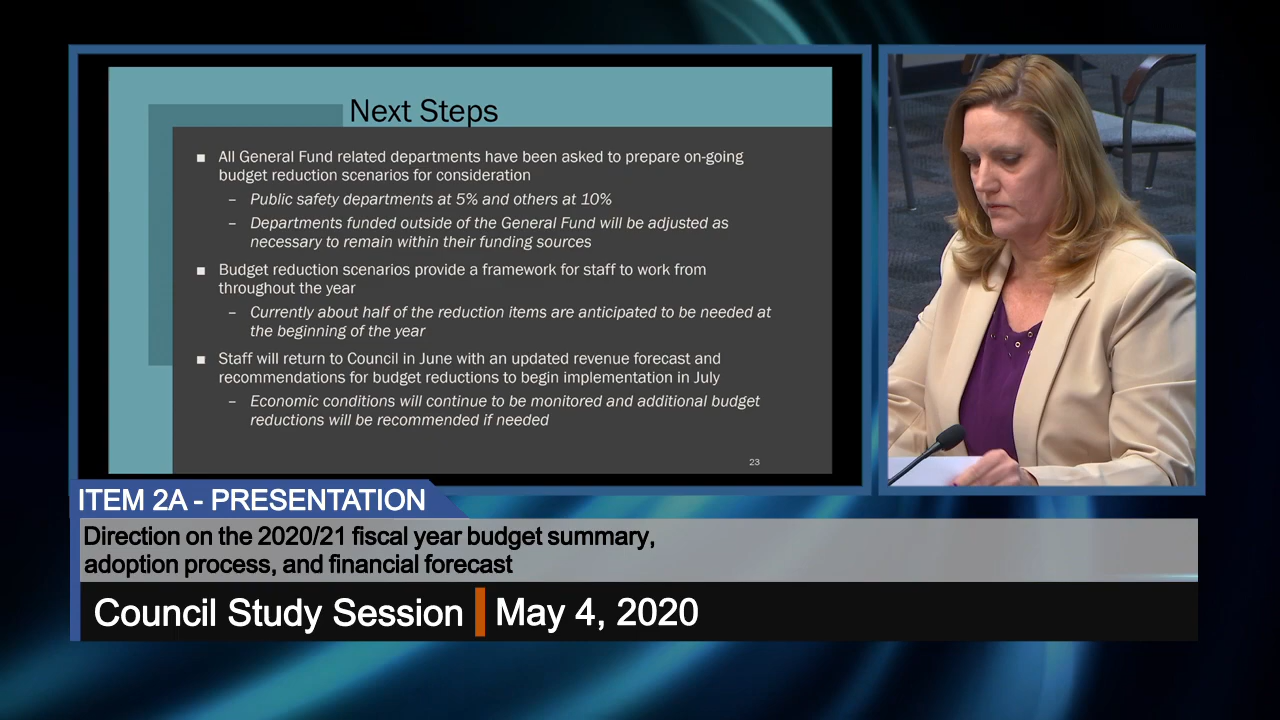 Next Steps
■ All General Fund related departments have been asked to prepare on-going
budget reduction scenarios for consideration
– Public safety departments at 5% and others at 10%
– Departments funded outside of the General Fund will be adjusted as
necessary to remain within their funding sources
■ Budget reduction scenarios provide a framework for staff to work from
throughout the year
– Currently about half of the reduction items are anticipated to be needed at
the beginning of the year
■ Staff will return to Council in June with an updated revenue forecast and
recommendations for budget reductions to begin implementation in July
– Economic conditions will continue to be monitored and additional budget
reductions will be recommended if needed
23
ITEM 2A - PRESENTATION
Direction on the 2020/21 fiscal year budget summary,
adoption process, and financial forecast
Council Study Session | May 4, 2020